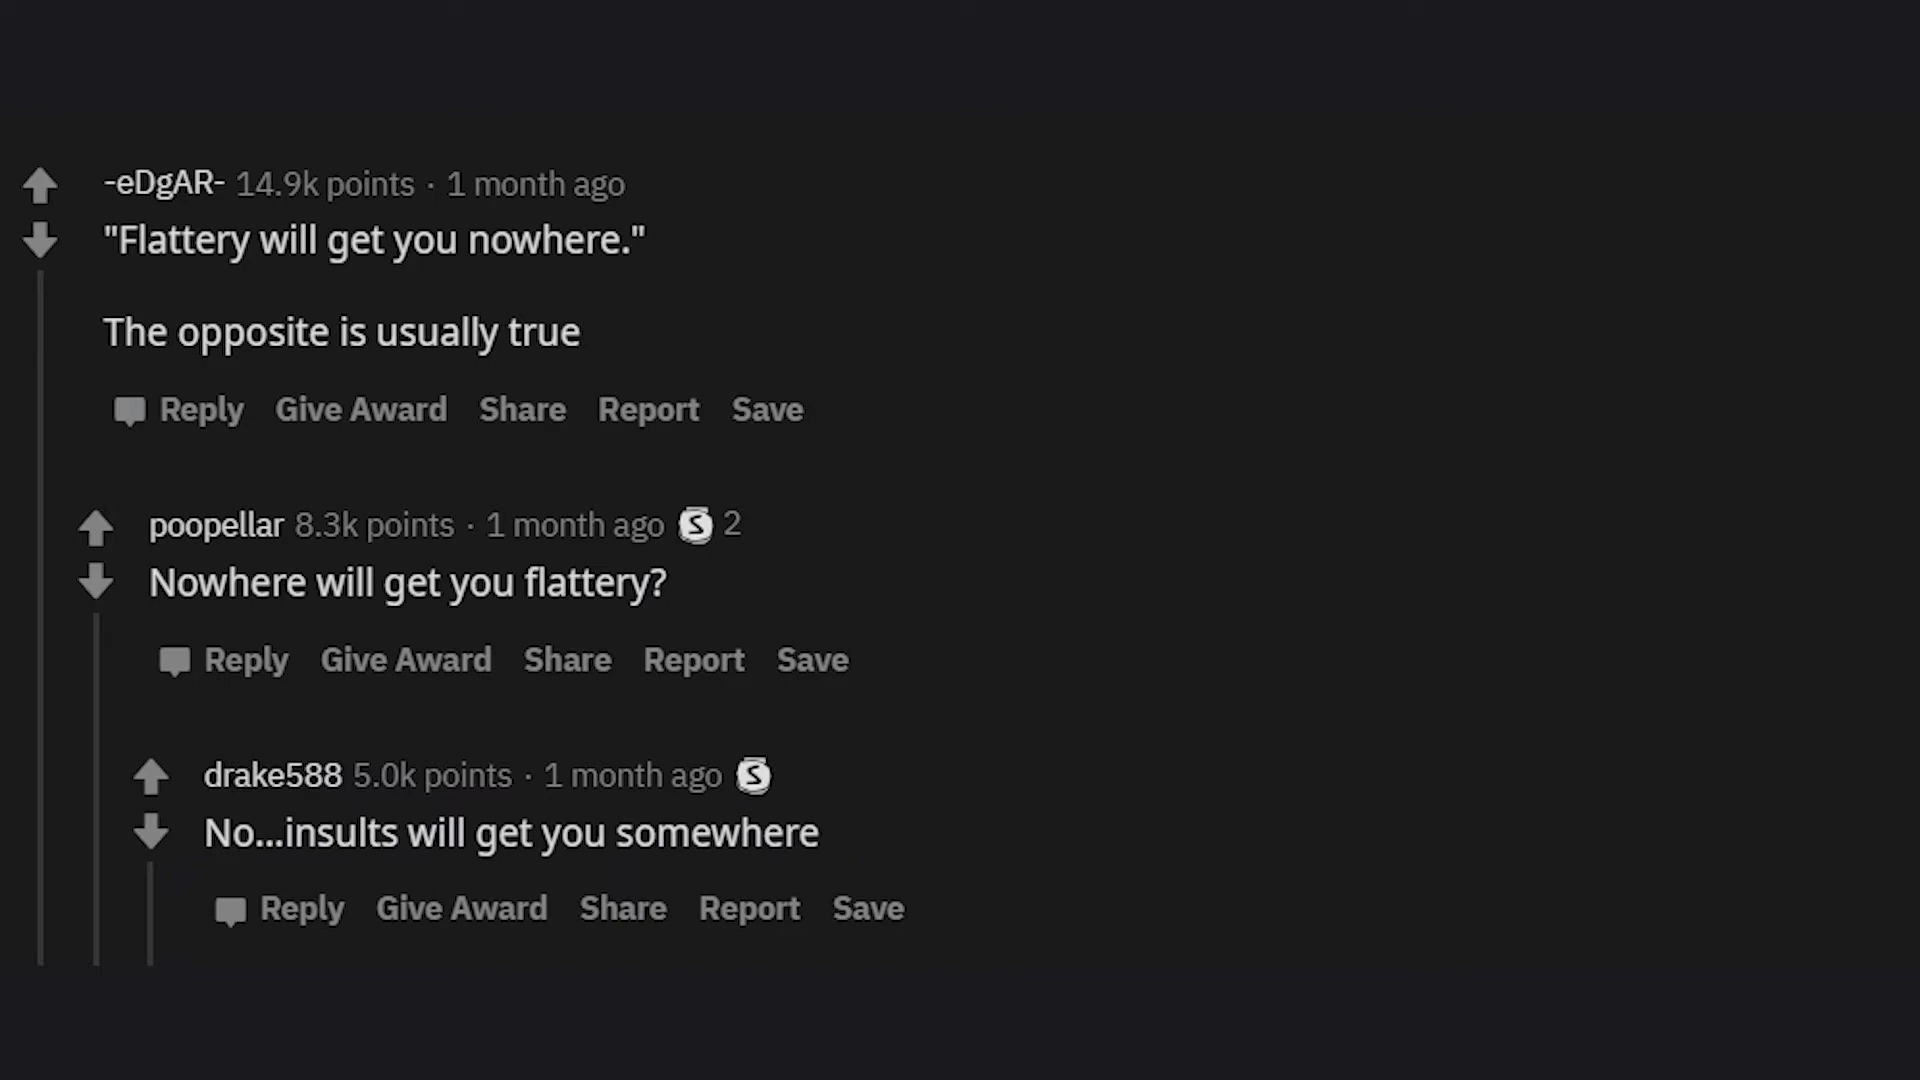 -eDgAR- 14.9k points · 1 month ago
"Flattery will get you nowhere."
The opposite is usually true
Reply Give Award Share Report Save
poopellar 8.3k points · 1 month ago S 2
Nowhere will get you flattery?
Reply Give Award Share Report Save
drake588 5.0k points · 1 month ago S
No...insults will get you somewhere
Reply Give Award Share Report Save